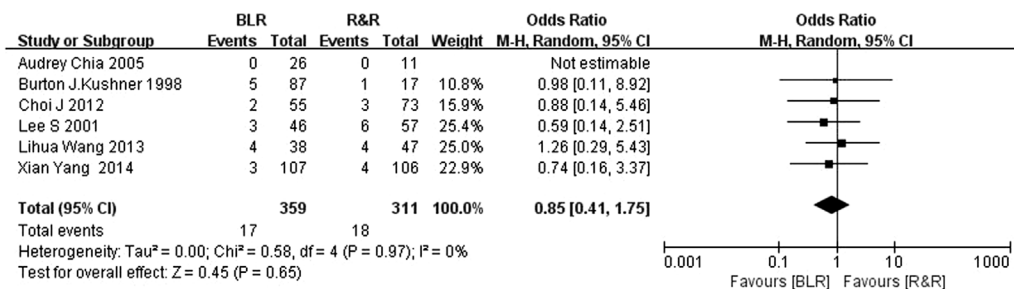 BLR R&R Odds Ratio Odds Ratio
Study or Subgroup Events Total Events Total Weight M-H, Random, 95% CI M-H, Random, 95% CI
Audrey Chia 2005 0 26 0 11 Not estimable
Burton J.Kushner 1998 5 87 1 17 10.8% 0.98 [0.11, 8.92]
Choi J 2012 2 55 3 73 15.9% 0.88 [0.14, 5.46]
Lee S 2001 3 46 6 57 25.4% 0.59 [0.14, 2.51]
Lihua Wang 2013 4 38 4 47 25.0% 1.26 [0.29, 5.43]
Xian Yang 2014 3 107 4 106 22.9% 0.74 [0.16, 3.37]
Total (95% CI) 359 311 100.0% 0.85 [0.41, 1.75]
Total events 17 18
Heterogeneity: Tau² = 0.00; Chi² = 0.58, df = 4 (P = 0.97); I² = 0%
Test for overall effect: Z = 0.45 (P = 0.65)
0.001 0.1 1 10 1000
Favours [BLR] Favours [R&R]